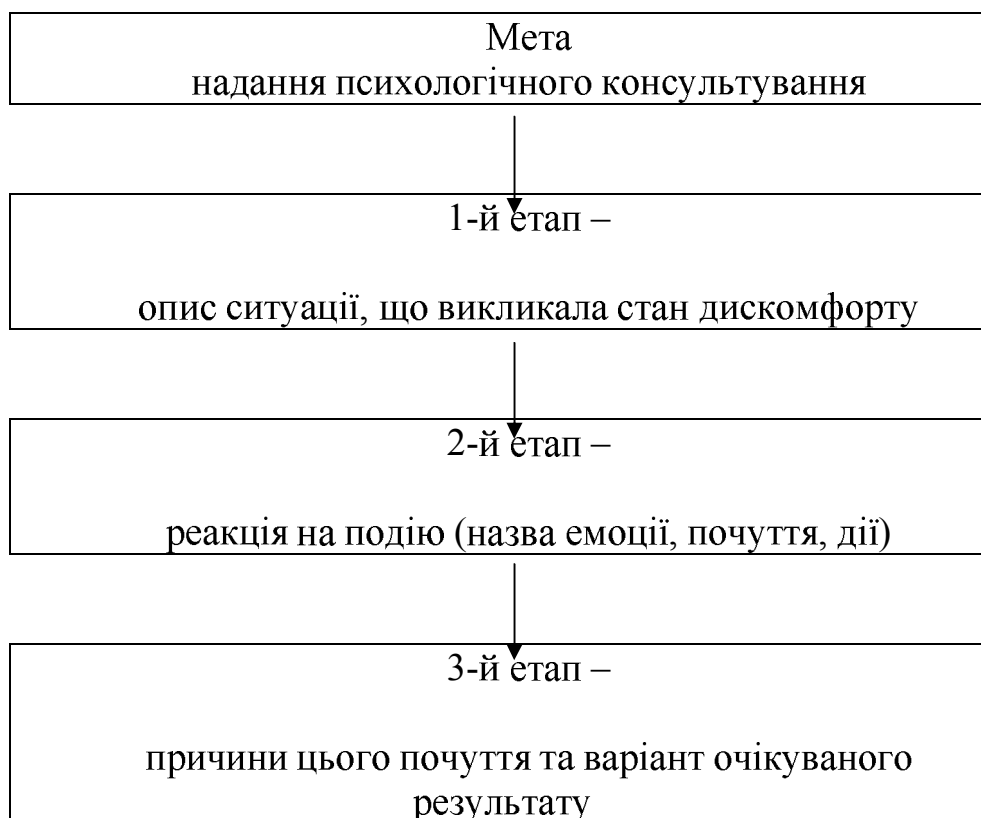 Мета
надання психологічного консультування
1-й етап –
опис ситуації, що викликала стан дискомфорту
2-й етап –
реакція на подію (назва емоції, почуття, дії)
3-й етап –
причини цього почуття та варіант очікуваного
результату